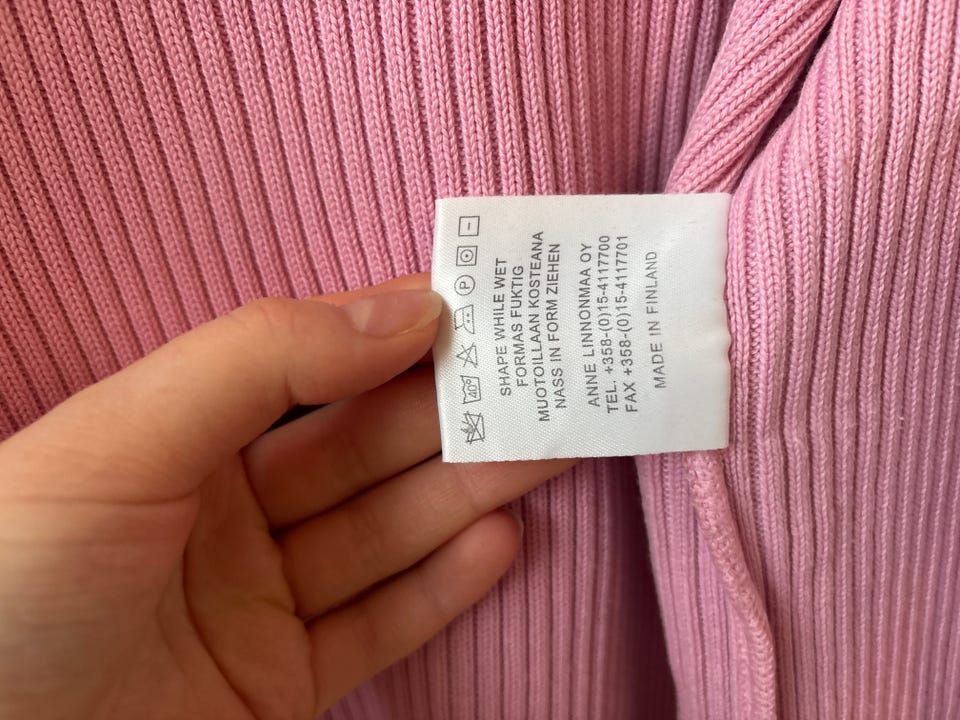 40°
P
SHAPE WHILE WET
FORMAS FUKTIG
MUOTOILLAAN KOSTEANA
NASS IN FORM ZIEHEN
ANNE LINNONMAA OY
TEL. +358-(0)15-4117700
FAX +358-(0)15-4117701
MADE IN FINLAND